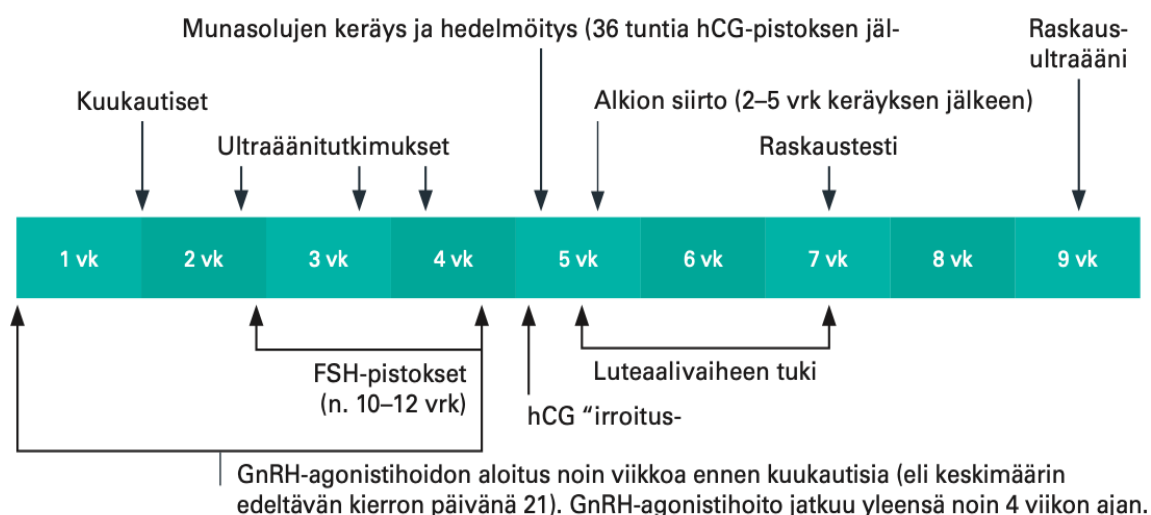 Munasolujen keräys ja hedelmöitys (36 tuntia hCG-pistoksen jäl-
Raskaus-
ultraääni
Kuukautiset
Alkion siirto (2–5 vrk keräyksen jälkeen)
Ultraäänitutkimukset
Raskaustesti
1 vk
2 vk
3 vk
4 vk
5 vk
6 vk
7 vk
8 vk
9 vk
FSH-pistokset
(n. 10–12 vrk)
Luteaalivaiheen tuki
hCG “irroitus-
GnRH-agonistihoidon aloitus noin viikkoa ennen kuukautisia (eli keskimäärin
edeltävän kierron päivänä 21). GnRH-agonistihoito jatkuu yleensä noin 4 viikon ajan.